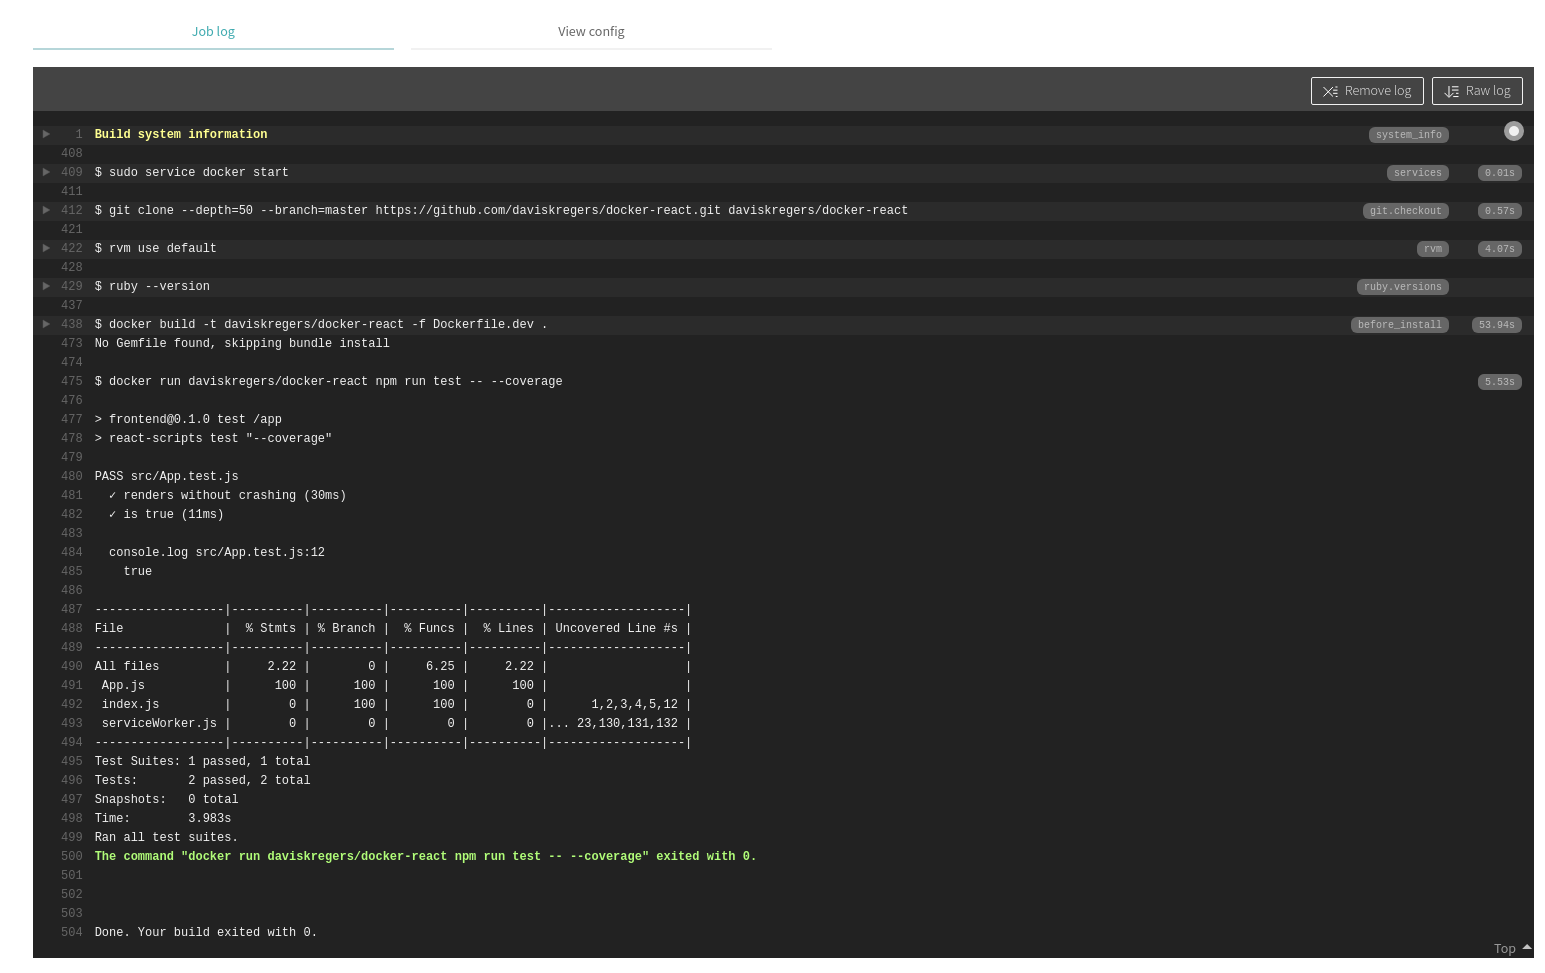 Job log
View config
Remove log
Raw log
1 Build system information system_info
408
409 $ sudo service docker start services 0.01s
411
412 $ git clone --depth=50 --branch=master https://github.com/daviskregers/docker-react.git daviskregers/docker-react git.checkout 0.57s
421
422 $ rvm use default rvm 4.07s
428
429 $ ruby --version ruby.versions
437
438 $ docker build -t daviskregers/docker-react -f Dockerfile.dev . before_install 53.94s
473 No Gemfile found, skipping bundle install
474
475 $ docker run daviskregers/docker-react npm run test -- --coverage 5.53s
476
477 > frontend@0.1.0 test /app
478 > react-scripts test "--coverage"
479
480 PASS src/App.test.js
481   ✓ renders without crashing (30ms)
482   ✓ is true (11ms)
483
484   console.log src/App.test.js:12
485     true
486
487 ------------------|----------|----------|----------|----------|-------------------|
488 File              |  % Stmts | % Branch |  % Funcs |  % Lines | Uncovered Line #s |
489 ------------------|----------|----------|----------|----------|-------------------|
490 All files         |     2.22 |        0 |     6.25 |     2.22 |                   |
491  App.js           |      100 |      100 |      100 |      100 |                   |
492  index.js         |        0 |      100 |      100 |        0 |      1,2,3,4,5,12 |
493  serviceWorker.js |        0 |        0 |        0 |        0 |... 23,130,131,132 |
494 ------------------|----------|----------|----------|----------|-------------------|
495 Test Suites: 1 passed, 1 total
496 Tests:       2 passed, 2 total
497 Snapshots:   0 total
498 Time:        3.983s
499 Ran all test suites.
500 The command "docker run daviskregers/docker-react npm run test -- --coverage" exited with 0.
501
502
503
504 Done. Your build exited with 0.
Top